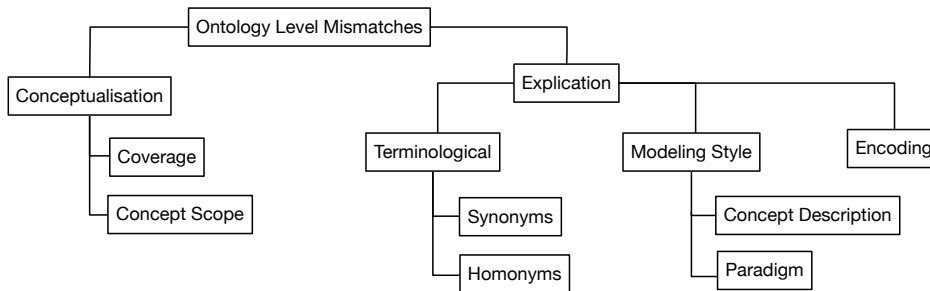 Ontology Level Mismatches
Conceptualisation
Explication
Coverage
Concept Scope
Terminological
Modeling Style
Encoding
Synonyms
Homonyms
Concept Description
Paradigm